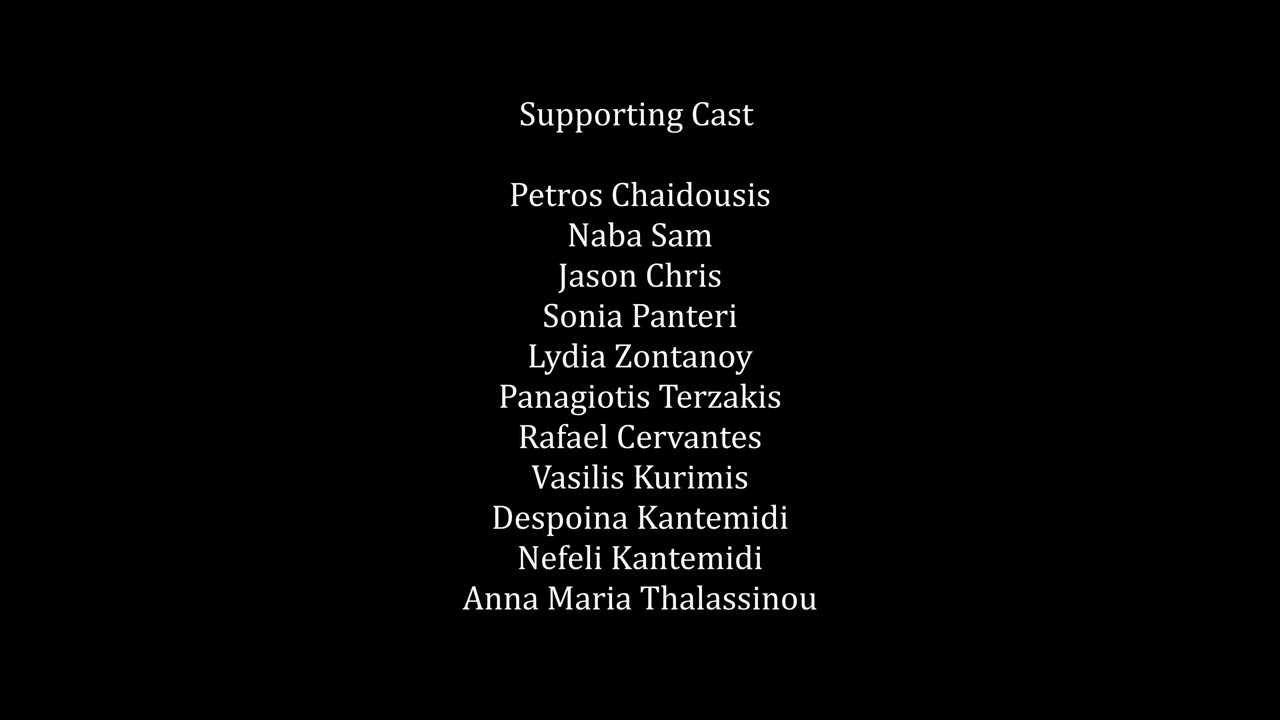 Supporting Cast
Petros Chaidousis
Naba Sam
Jason Chris
Sonia Panteri
Lydia Zontanoy
Panagiotis Terzakis
Rafael Cervantes
Vasilis Kurimis
Despoina Kantemidi
Nefeli Kantemidi
Anna Maria Thalassinou